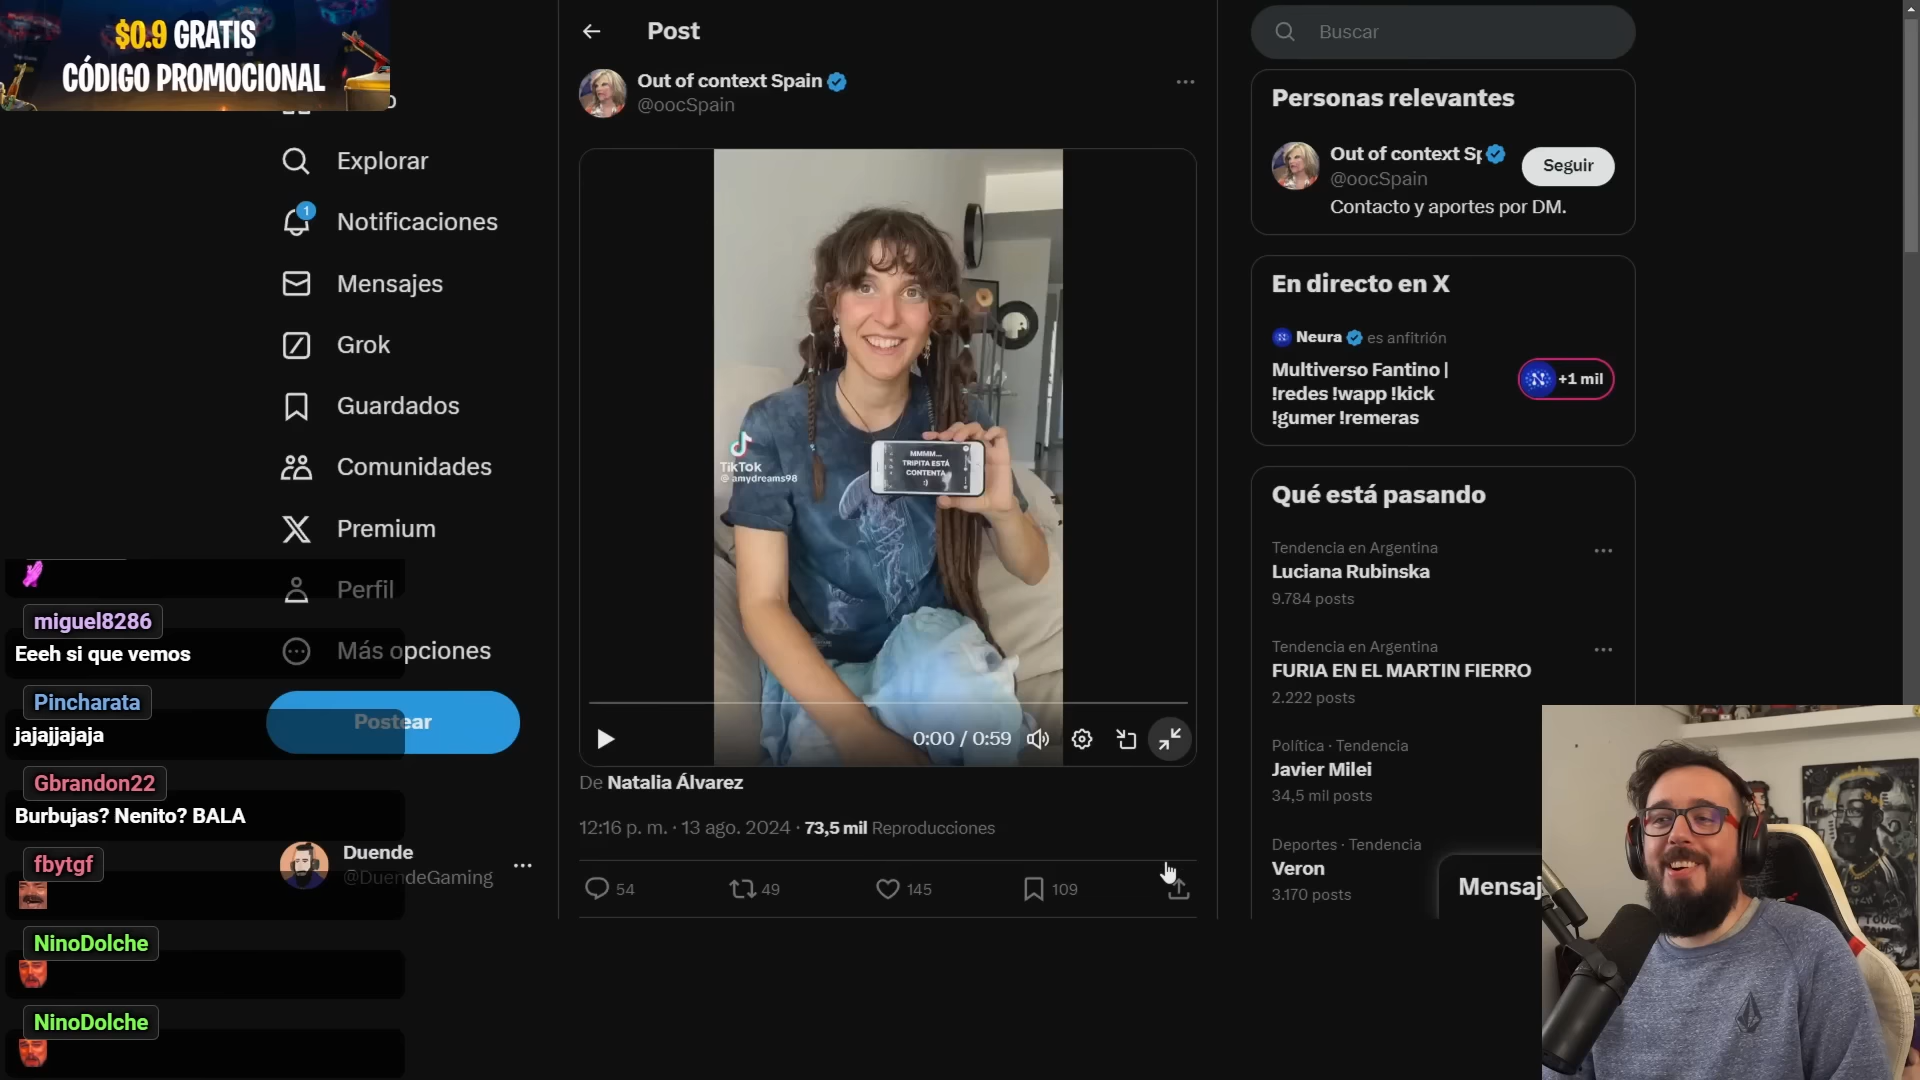 $0.9 GRATIS
CÓDIGO PROMOCIONAL
Explorar
1
Notificaciones
Mensajes
Grok
Guardados
Comunidades
Premium
Perfil
Más opciones
Postear
Duende
@DuendeGaming
miguel8286
Eeeh si que vemos
Pincharata
jajajjajaja
Gbrandon22
Burbujas? Nenito? BALA
fbytgf
NinoDolche
NinoDolche
Post
Out of context Spain
@oocSpain
TikTok
@amydreams98
MMMM...
TRIPITA ESTÁ
CONTENTA
:)
0:00 / 0:59
De Natalia Álvarez
12:16 p. m. · 13 ago. 2024 · 73,5 mil Reproducciones
54
49
145
109
Buscar
Personas relevantes
Out of context Sp
@oocSpain
Seguir
Contacto y aportes por DM.
En directo en X
Neura es anfitrión
Multiverso Fantino |
!redes !wapp !kick
!gumer !remeras
+1 mil
Qué está pasando
Tendencia en Argentina
Luciana Rubinska
9.784 posts
Tendencia en Argentina
FURIA EN EL MARTIN FIERRO
2.222 posts
Política · Tendencia
Javier Milei
34,5 mil posts
Deportes · Tendencia
Veron
3.170 posts
Mensaj